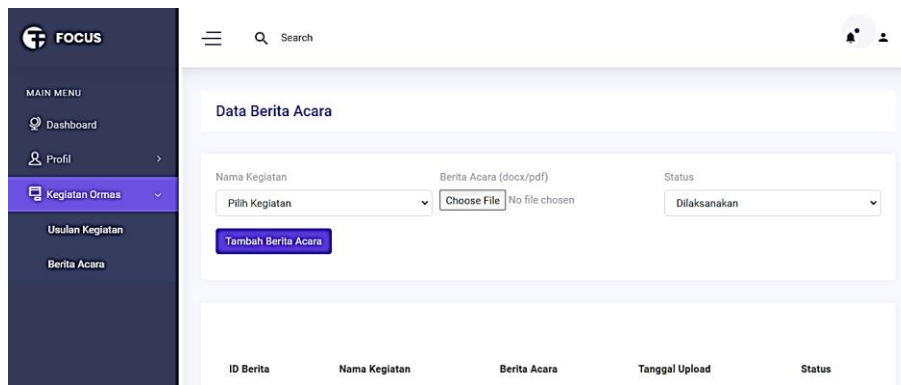 FOCUS
Search
MAIN MENU
Dashboard
Profil
Kegiatan Ormas
Usulan Kegiatan
Berita Acara
Data Berita Acara
Nama Kegiatan Berita Acara (docx/pdf) Status
Pilih Kegiatan Choose File No file chosen Dilaksanakan
Tambah Berita Acara
ID Berita Nama Kegiatan Berita Acara Tanggal Upload Status